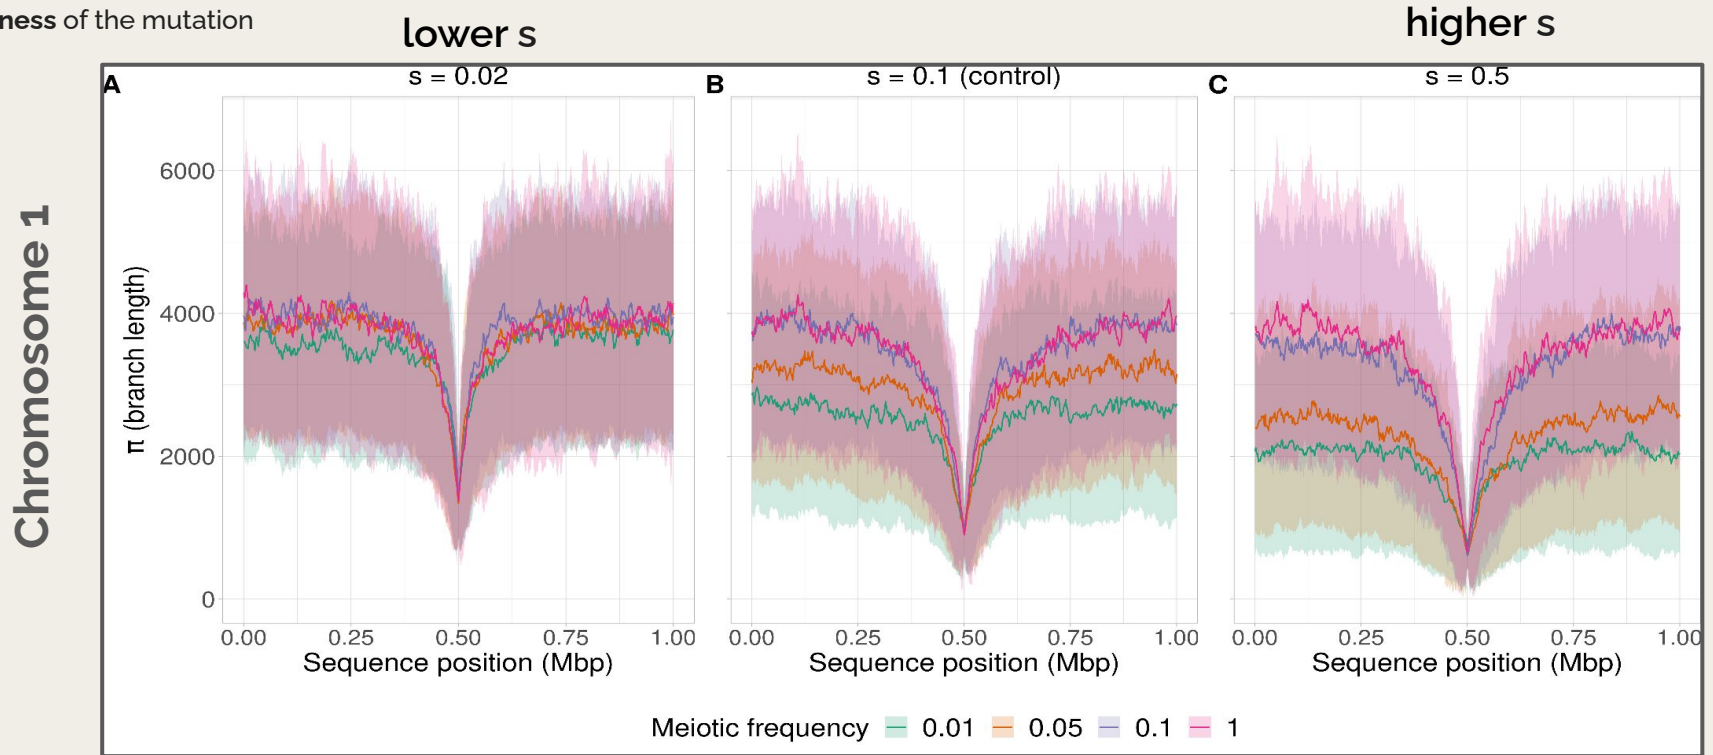 ness of the mutation
lower s
higher s
Chromosome 1
A
s = 0.02
B
s = 0.1 (control)
C
s = 0.5
π (branch length)
6000
4000
2000
0
0.00 0.25 0.50 0.75 1.00
0.00 0.25 0.50 0.75 1.00
0.00 0.25 0.50 0.75 1.00
Sequence position (Mbp)
Sequence position (Mbp)
Sequence position (Mbp)
Meiotic frequency 0.01 0.05 0.1 1